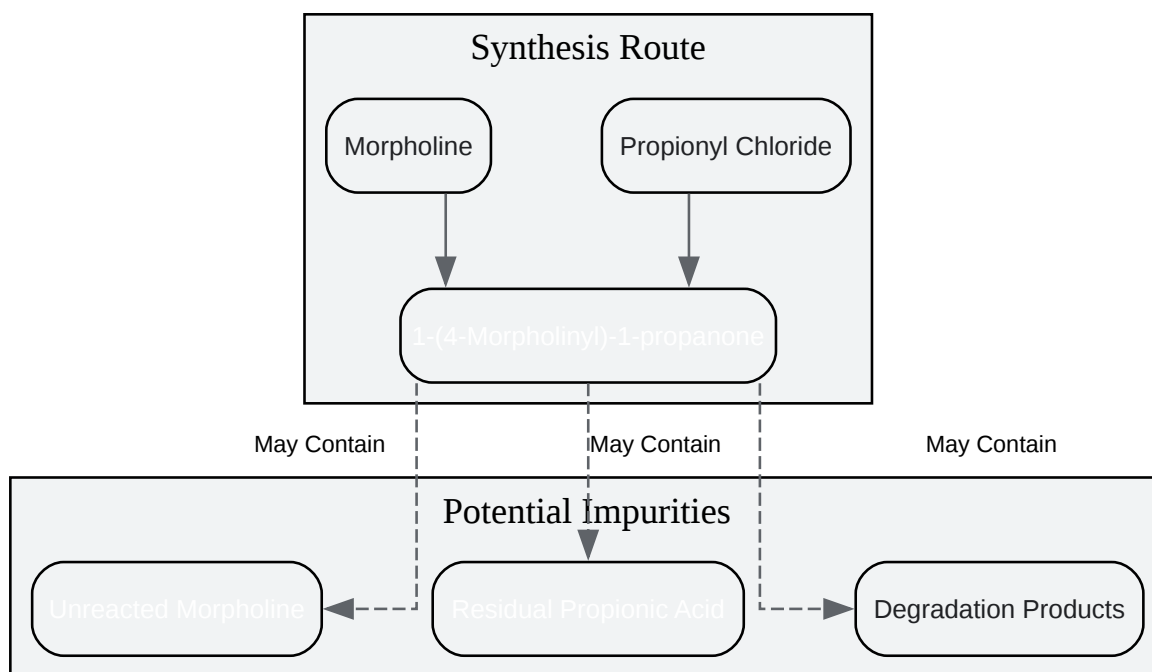 Synthesis Route
Morpholine
Propionyl Chloride
1-(4-Morpholinyl)-1-propanone
May Contain
May Contain
May Contain
Potential Impurities
Unreacted Morpholine
Residual Propionic Acid
Degradation Products